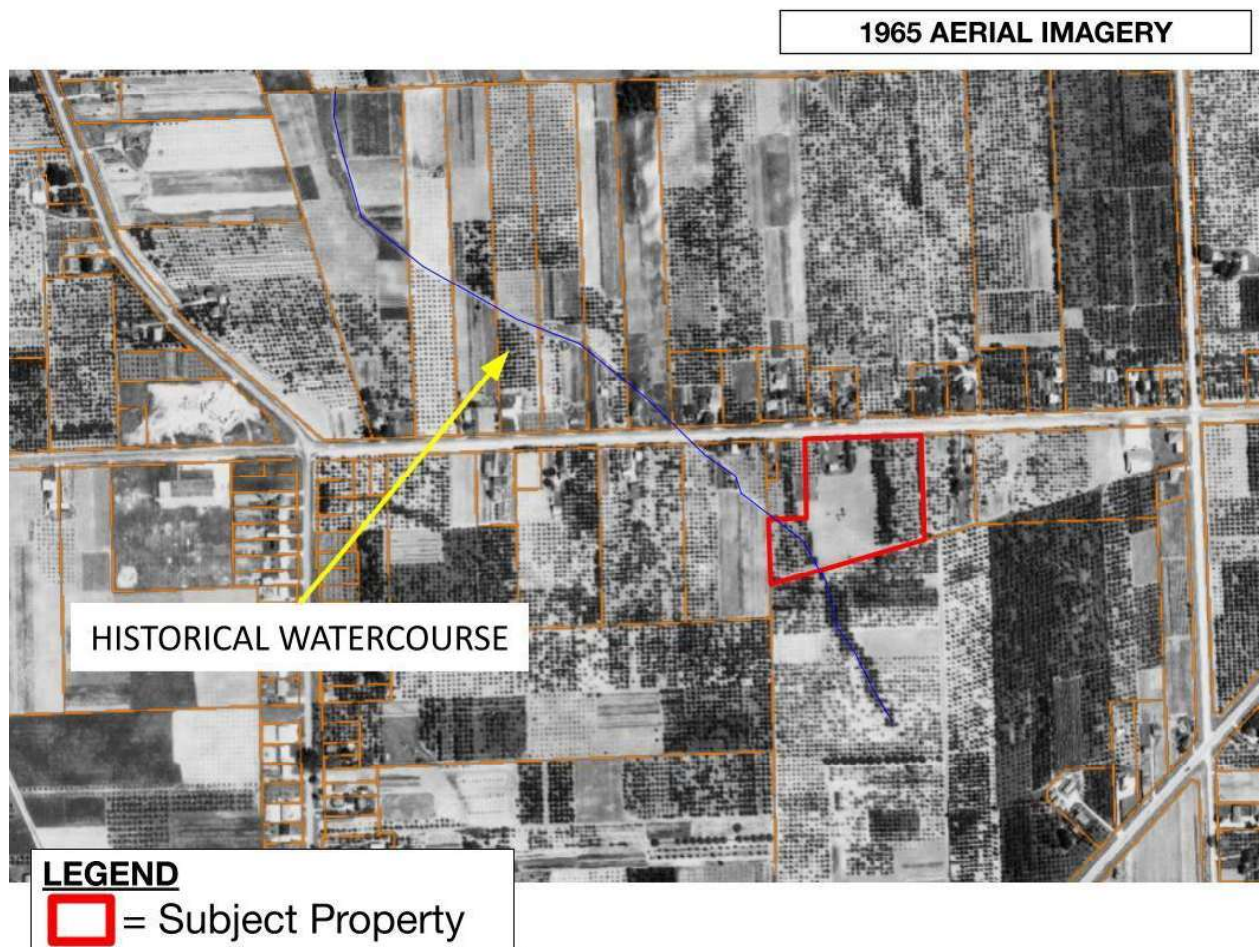 1965 AERIAL IMAGERY
HISTORICAL WATERCOURSE
LEGEND
= Subject Property